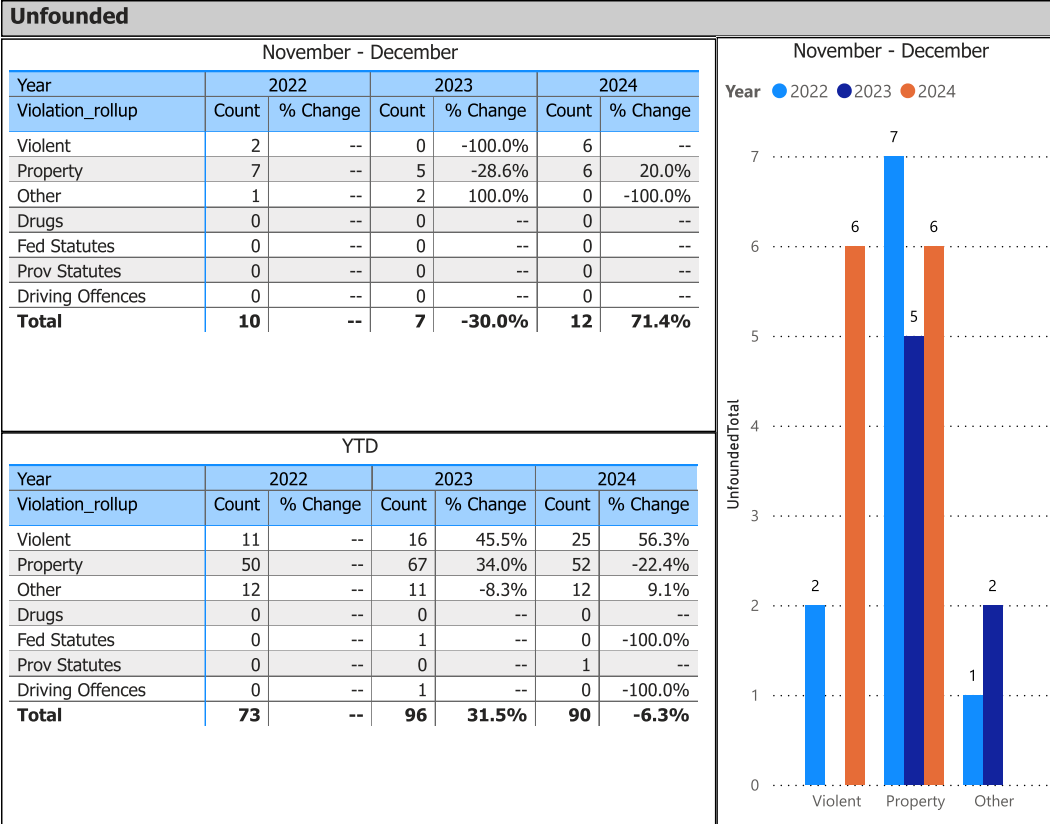 Unfounded
November - December
Year 2022 2023 2024
Violation_rollup Count % Change Count % Change Count % Change
Violent 2 -- 0 -100.0% 6 --
Property 7 -- 5 -28.6% 6 20.0%
Other 1 -- 2 100.0% 0 -100.0%
Drugs 0 -- 0 -- 0 --
Fed Statutes 0 -- 0 -- 0 --
Prov Statutes 0 -- 0 -- 0 --
Driving Offences 0 -- 0 -- 0 --
Total 10 -- 7 -30.0% 12 71.4%
YTD
Year 2022 2023 2024
Violation_rollup Count % Change Count % Change Count % Change
Violent 11 -- 16 45.5% 25 56.3%
Property 50 -- 67 34.0% 52 -22.4%
Other 12 -- 11 -8.3% 12 9.1%
Drugs 0 -- 0 -- 0 --
Fed Statutes 0 -- 1 -- 0 -100.0%
Prov Statutes 0 -- 0 -- 1 --
Driving Offences 0 -- 1 -- 0 -100.0%
Total 73 -- 96 31.5% 90 -6.3%
November - December
Year 2022 2023 2024
UnfoundedTotal
7
6
5
4
3
2
1
0
2 6
7 5 6
1 2
Violent Property Other